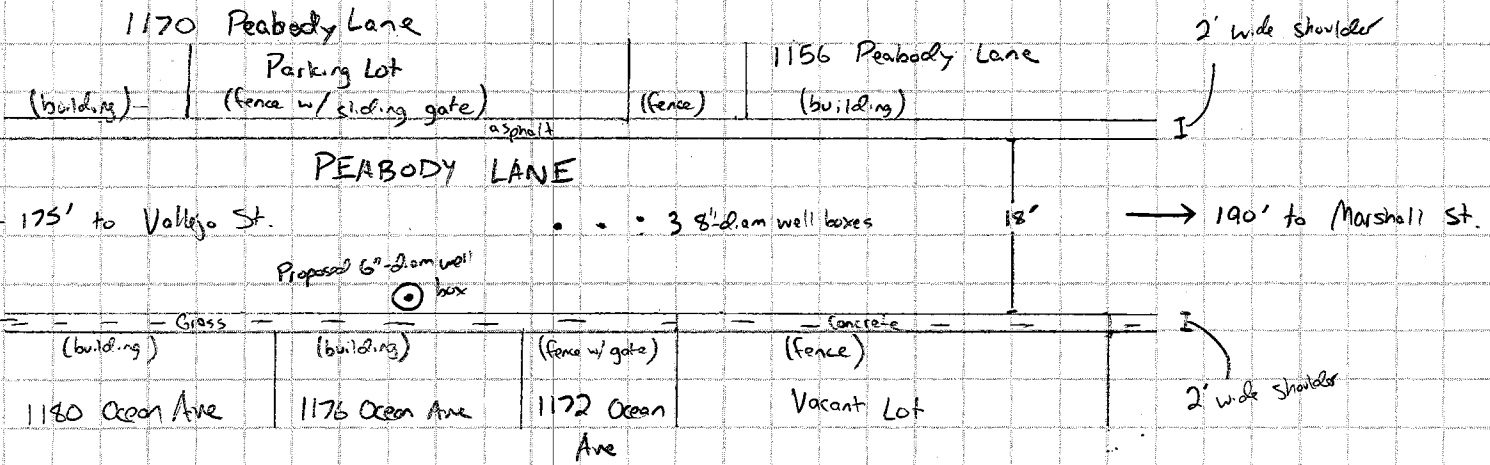 1170 Peabody Lane
2' wide shoulder
Parking Lot
1156 Peabody Lane
(building)
(fence w/ sliding gate)
(fence)
(building)
asphalt
PEABODY LANE
175' to Vallejo St.
3 8"-diam well boxes
18'
190' to Marshall St.
Proposed 6"-diam well
box
Grass
Concrete
(building)
(building)
(fence w/ gate)
(fence)
1180 Ocean Ave
1176 Ocean Ave
1172 Ocean
Ave
Vacant Lot
2' wide shoulder